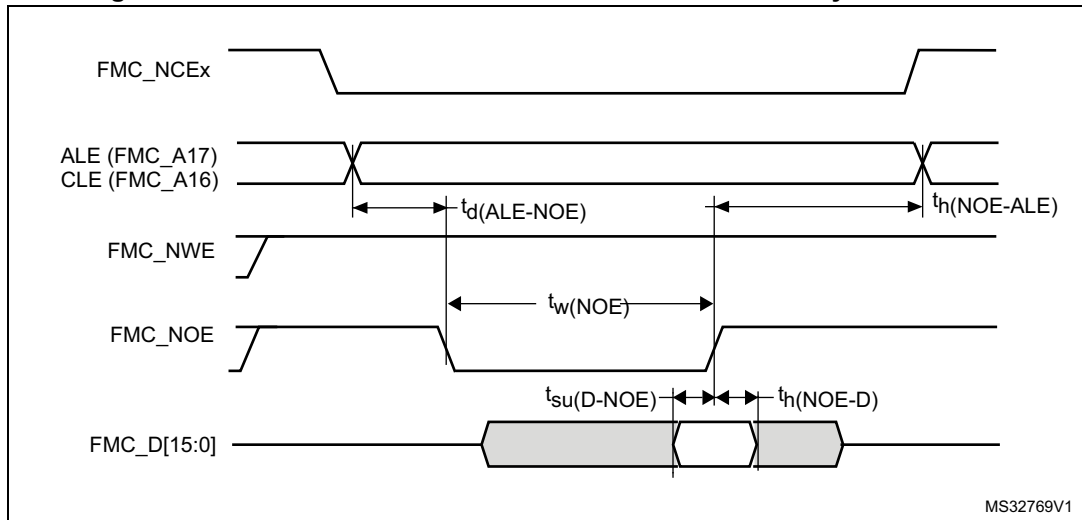 FMC_NCEx
ALE (FMC_A17)
CLE (FMC_A16)
td(ALE-NOE)
th(NOE-ALE)
FMC_NWE
tw(NOE)
FMC_NOE
tsu(D-NOE)
th(NOE-D)
FMC_D[15:0]
MS32769V1